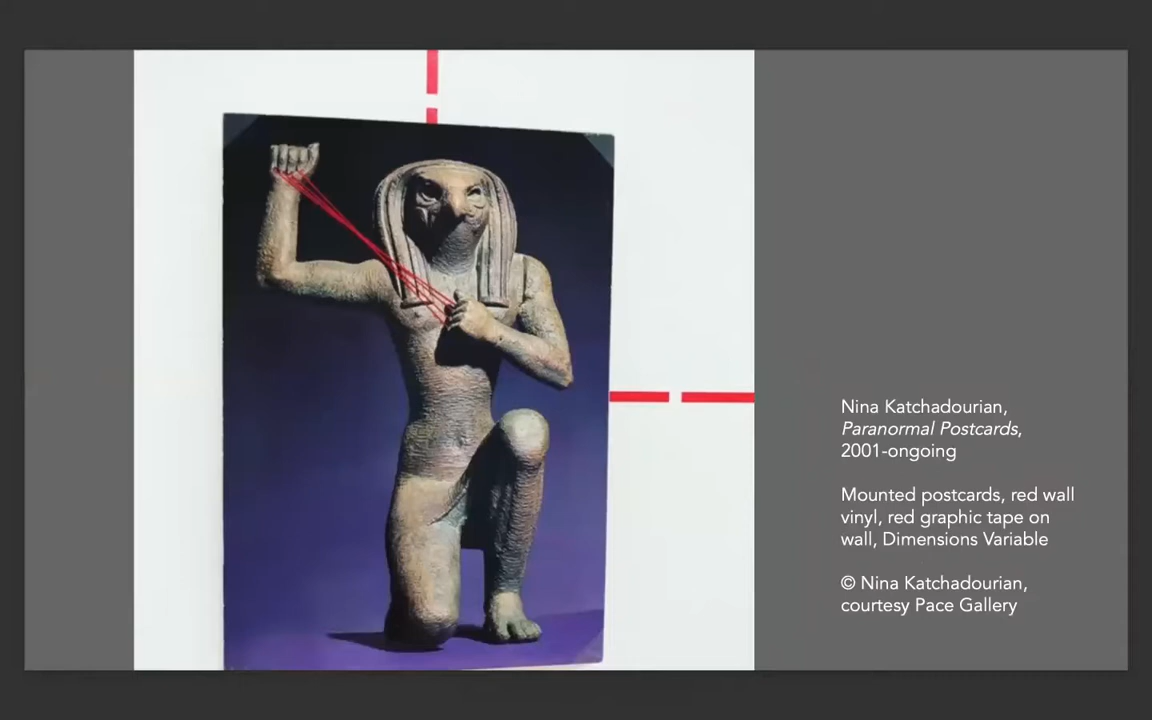 Nina Katchadourian,
Paranormal Postcards,
2001-ongoing
Mounted postcards, red wall
vinyl, red graphic tape on
wall, Dimensions Variable
© Nina Katchadourian,
courtesy Pace Gallery